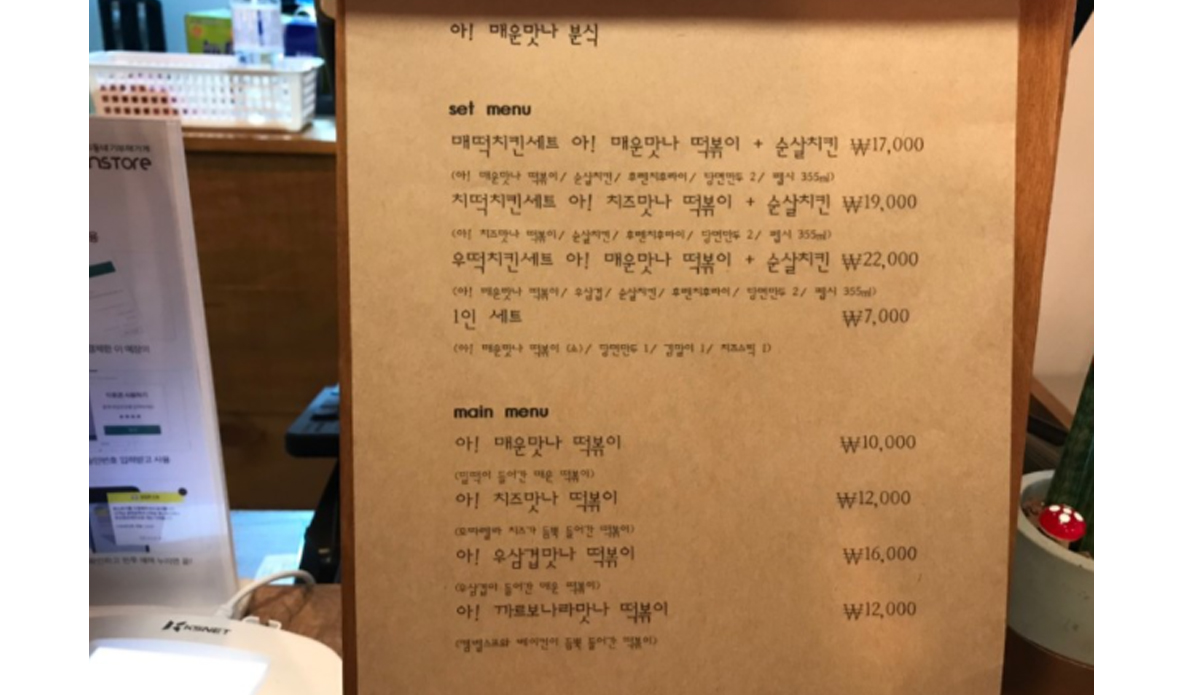 아! 매운맛나 분식
set menu
매떡치킨세트 아! 매운맛나 떡볶이 + 순살치킨 ₩17,000
(아! 매운맛나 떡볶이/ 순살치킨/ 후렌치후라이/ 당면만두 2/ 펩시 355ml)
치떡치킨세트 아! 치즈맛나 떡볶이 + 순살치킨 ₩19,000
(아! 치즈맛나 떡볶이/ 순살치킨/ 후렌치후라이/ 당면만두 2/ 펩시 355ml)
우떡치킨세트 아! 매운맛나 떡볶이 + 순살치킨 ₩22,000
(아! 매운맛나 떡볶이/ 우삼겹/ 순살치킨/ 후렌치후라이/ 당면만두 2/ 펩시 355ml)
1인 세트 ₩7,000
(아! 매운맛나 떡볶이 (소)/ 당면만두 1/ 김말이 1/ 치즈스틱 1)
main menu
아! 매운맛나 떡볶이 ₩10,000
(밀떡이 들어간 매운 떡볶이)
아! 치즈맛나 떡볶이 ₩12,000
(모짜렐라 치즈가 듬뿍 들어간 떡볶이)
아! 우삼겹맛나 떡볶이 ₩16,000
(우삼겹이 들어간 매운 떡볶이)
아! 까르보나라맛나 떡볶이 ₩12,000
(캠벨스프와 베이컨이 듬뿍 들어간 떡볶이)
KSNET